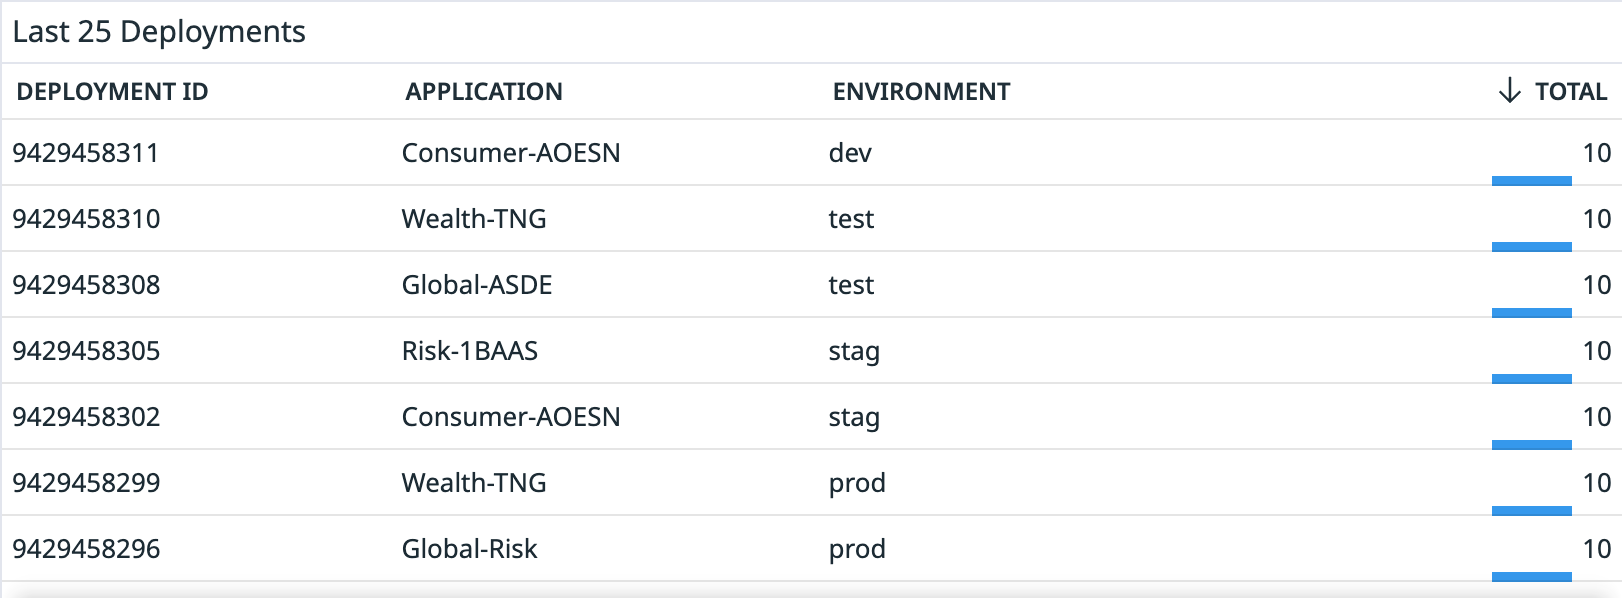 Last 25 Deployments
DEPLOYMENT ID APPLICATION ENVIRONMENT ↓ TOTAL
9429458311 Consumer-AOESN dev 10
9429458310 Wealth-TNG test 10
9429458308 Global-ASDE test 10
9429458305 Risk-1BAAS stag 10
9429458302 Consumer-AOESN stag 10
9429458299 Wealth-TNG prod 10
9429458296 Global-Risk prod 10